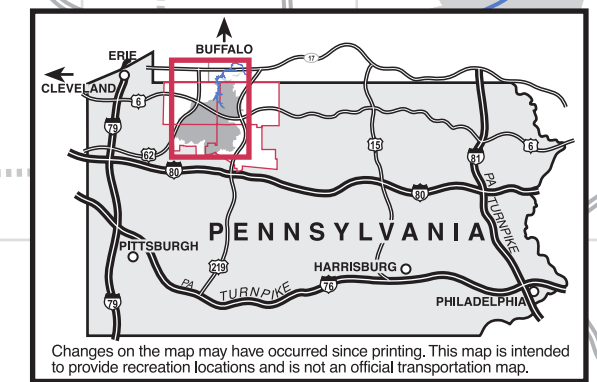 BUFFALO
ERIE
CLEVELAND
17
6
79
62
80
15
81
6
80
PA TURNPIKE
PENNSYLVANIA
PITTSBURGH
219
HARRISBURG
PA TURNPIKE
76
PHILADELPHIA
79
Changes on the map may have occurred since printing. This map is intended
to provide recreation locations and is not an official transportation map.